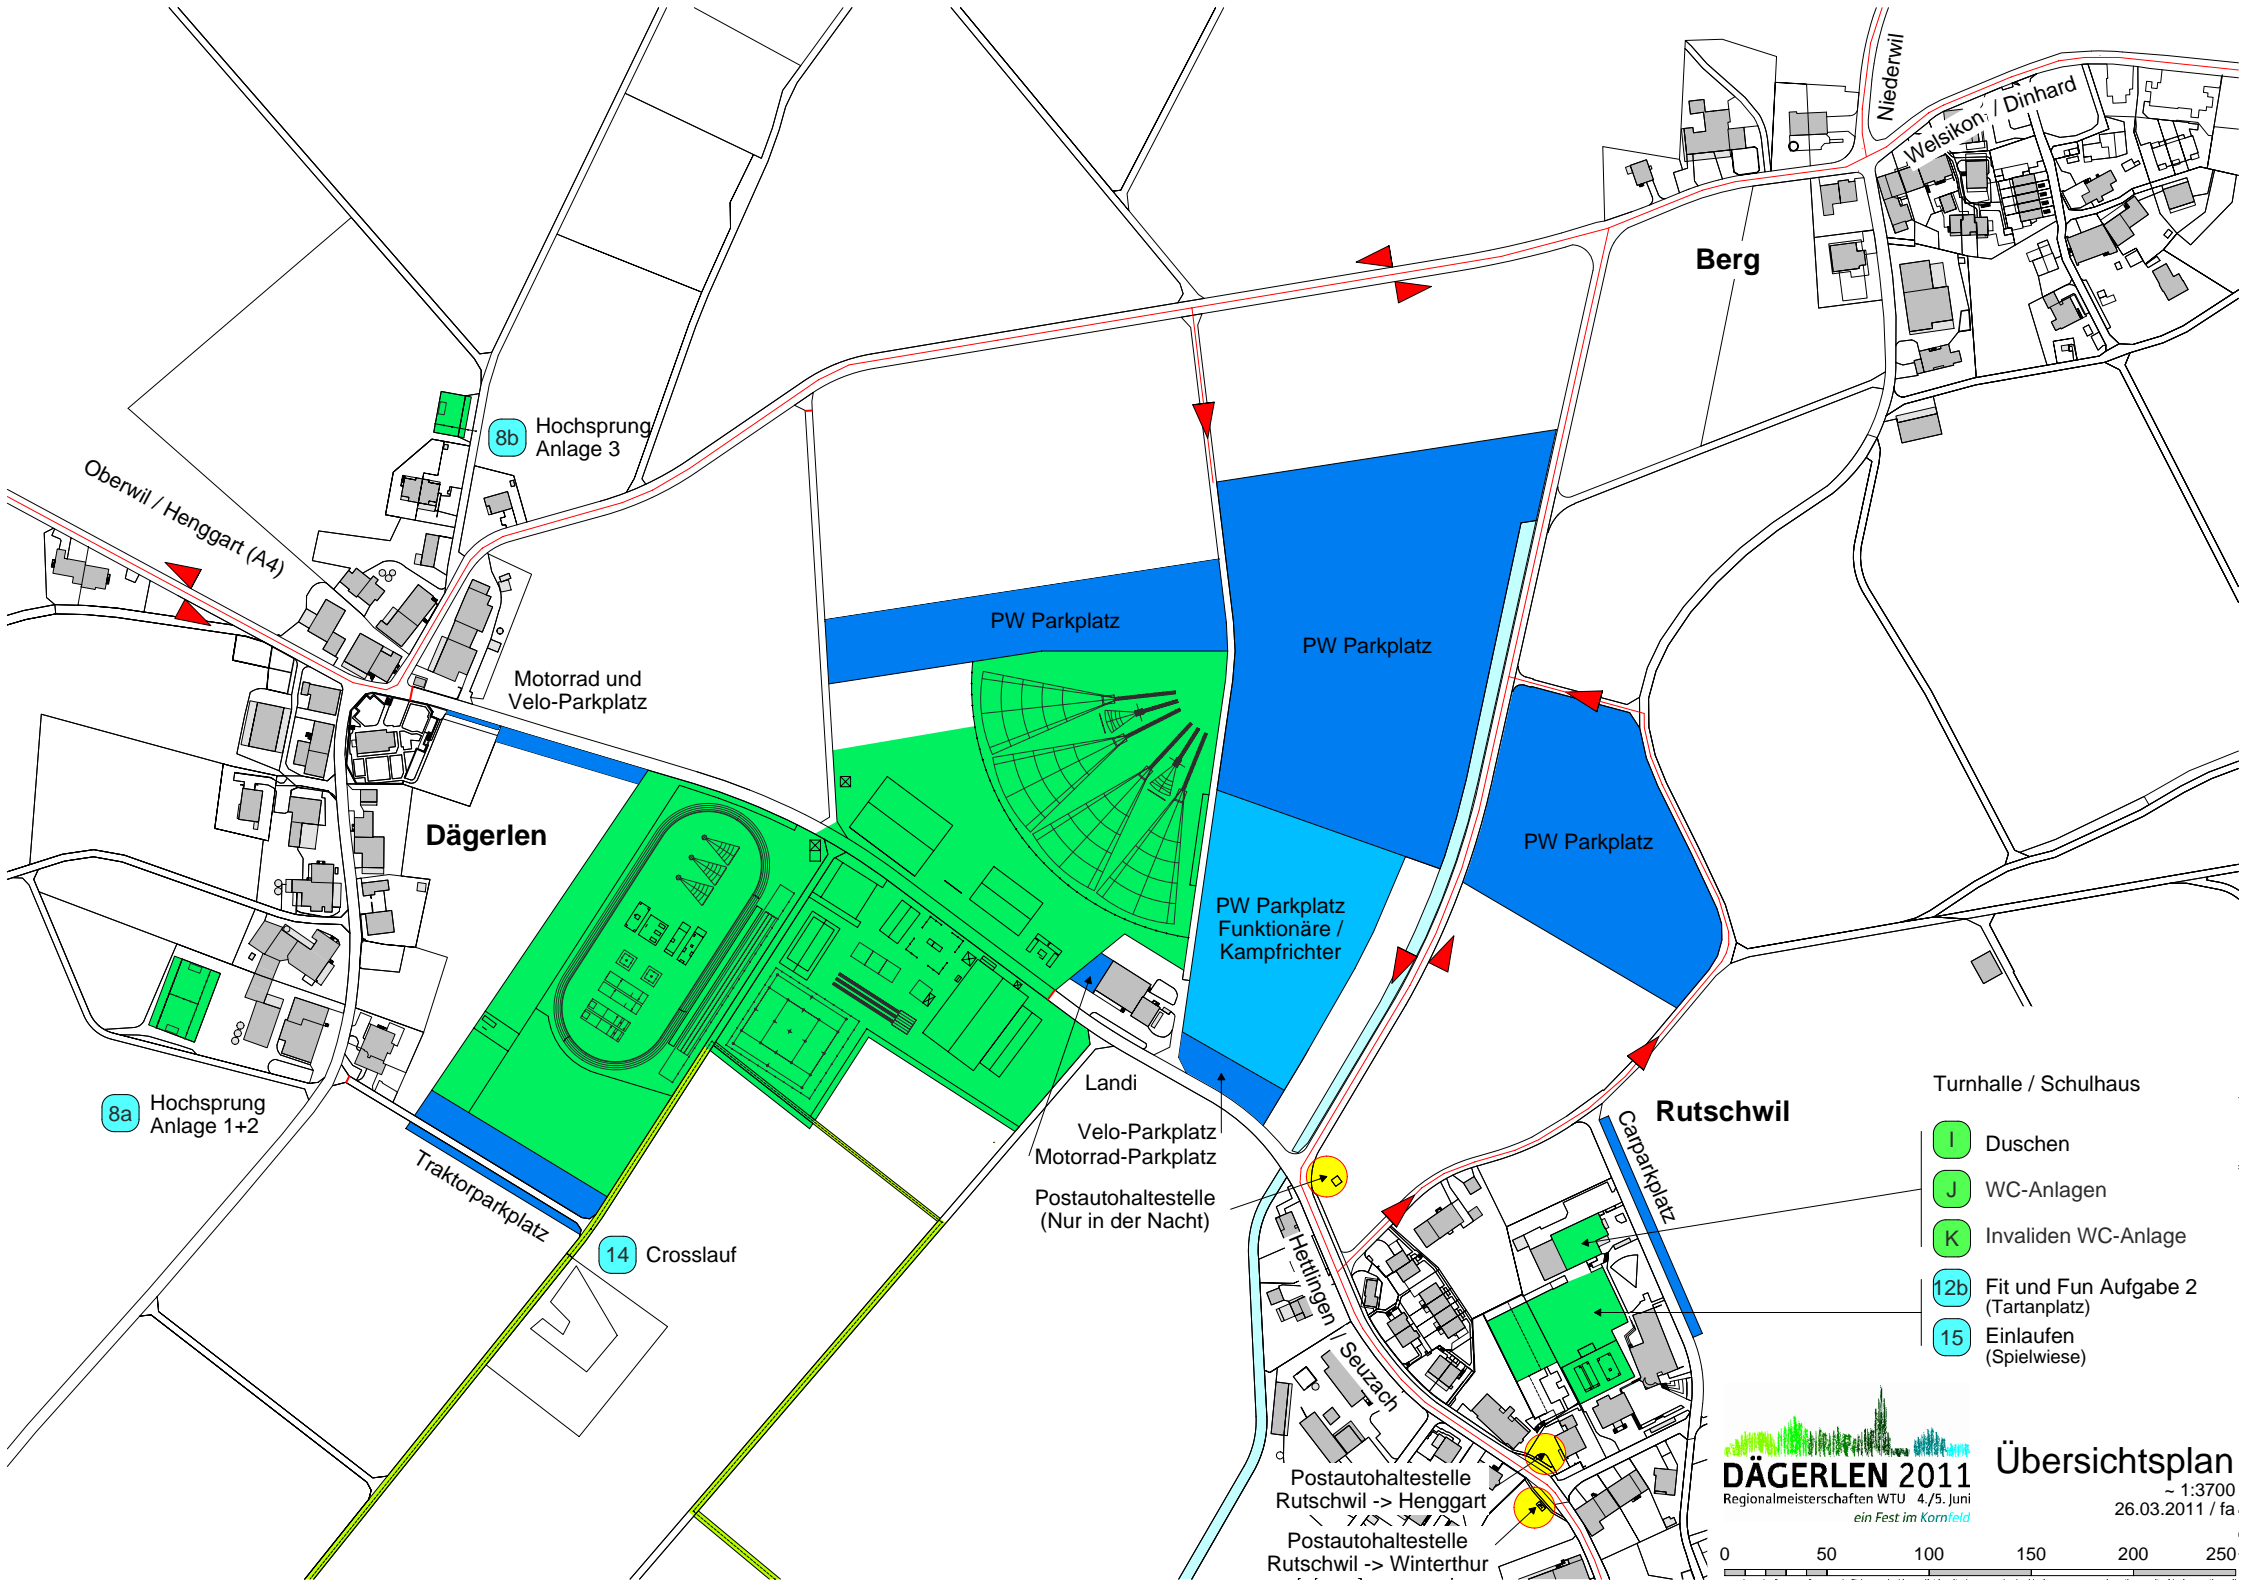 Niederwil
Welsikon / Dinhard
Berg
8b
Hochsprung
Anlage 3
Oberwil / Henggart (A4)
PW Parkplatz
PW Parkplatz
Motorrad und
Velo-Parkplatz
Dägerlen
PW Parkplatz
PW Parkplatz
Funktionäre /
Kampfrichter
8a
Hochsprung
Anlage 1+2
Landi
Velo-Parkplatz
Motorrad-Parkplatz
Traktorparkplatz
Postautohaltestelle
(Nur in der Nacht)
14
Crosslauf
Rutschwil
Carparkplatz
Hettlingen / Seuzach
Turnhalle / Schulhaus
I
Duschen
J
WC-Anlagen
K
Invaliden WC-Anlage
12b
Fit und Fun Aufgabe 2
(Tartanplatz)
15
Einlaufen
(Spielwiese)
Postautohaltestelle
Rutschwil -> Henggart
Postautohaltestelle
Rutschwil -> Winterthur
DÄGERLEN 2011
Regionalmeisterschaften WTU 4./5. Juni
ein Fest im Kornfeld
Übersichtsplan
~ 1:3700
26.03.2011 / fa
0 50 100 150 200 250